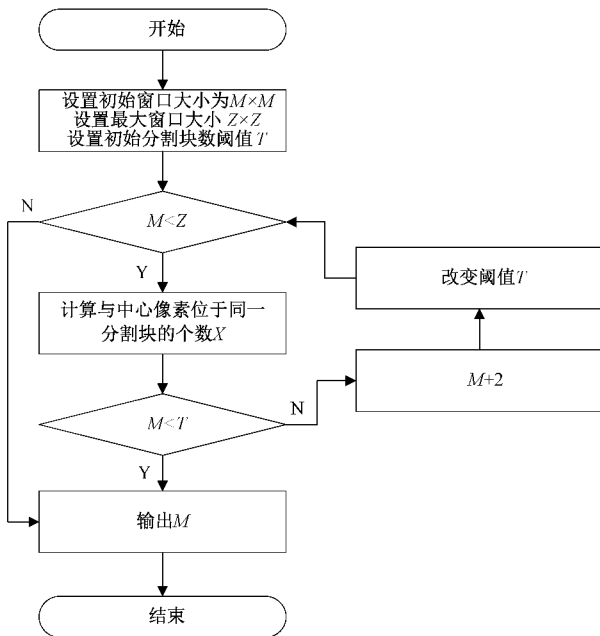 开始
设置初始窗口大小为M×M
设置最大窗口大小 Z×Z
设置初始分割块数阈值 T
N
M<Z
Y
改变阈值T
计算与中心像素位于同一
分割块的个数X
M+2
N
M<T
Y
输出M
结束